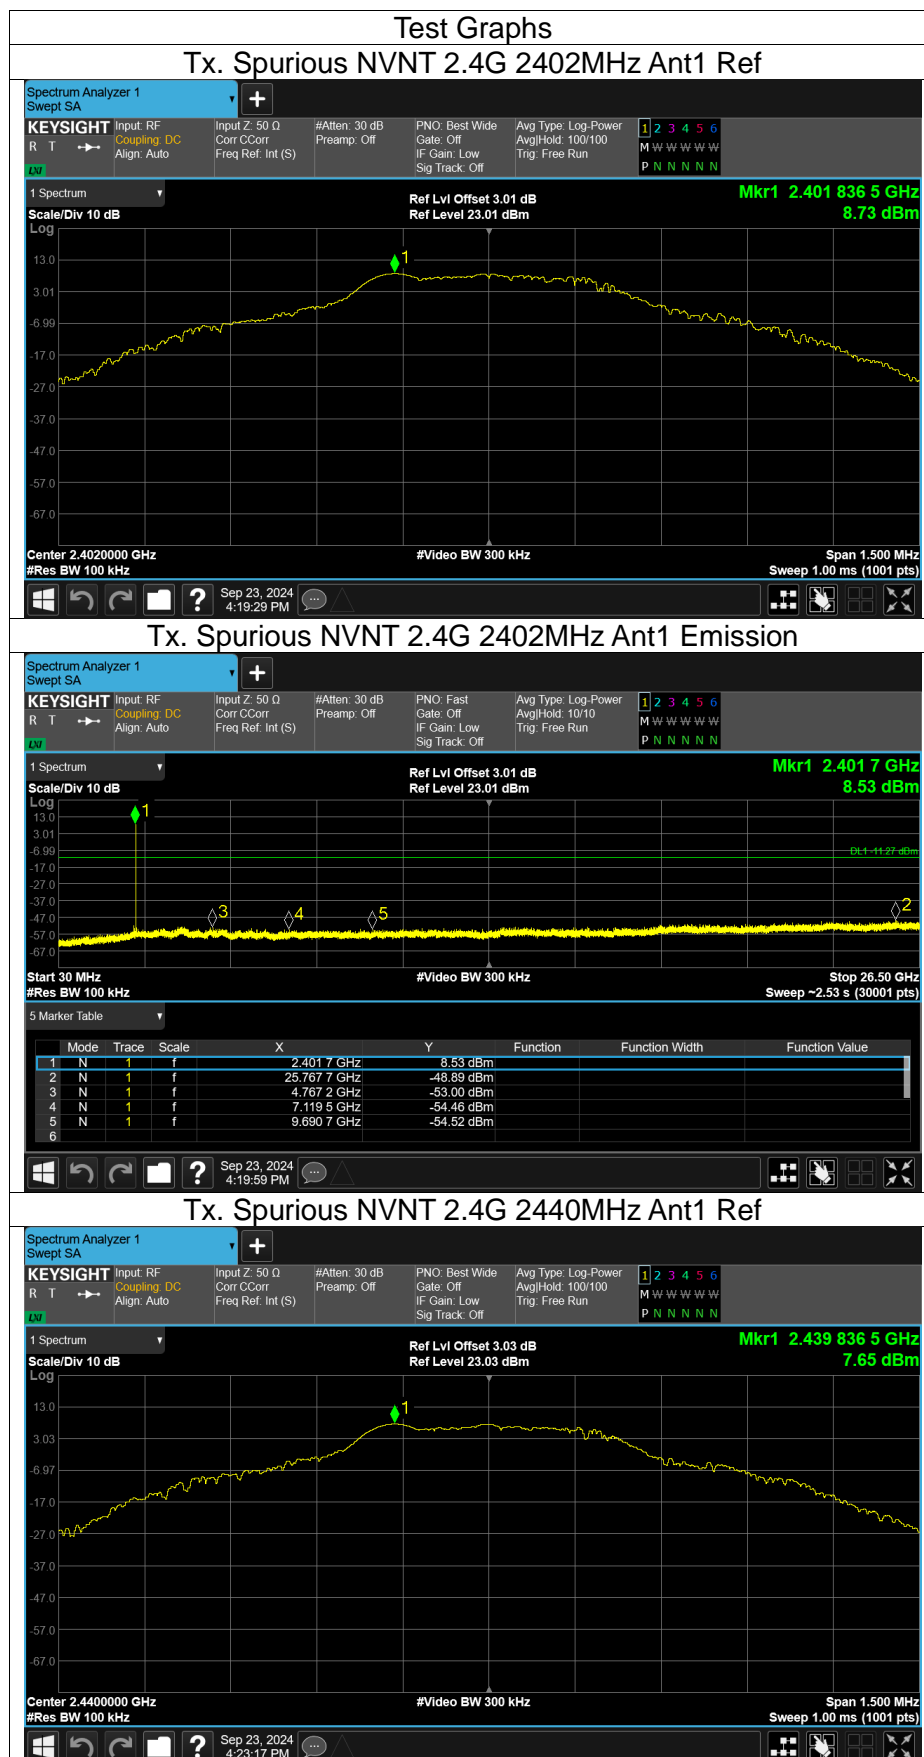 Test Graphs
Tx. Spurious NVNT 2.4G 2402MHz Ant1 Ref
Spectrum Analyzer 1
Swept SA
+
KEYSIGHT Input: RF Input Z: 50 Ω #Atten: 30 dB PNO: Best Wide Avg Type: Log-Power 1 2 3 4 5 6
R T Coupling: DC Corr CCorr Preamp: Off Gate: Off Avg|Hold: 100/100 M W W W W W
Align: Auto Freq Ref: Int (S) IF Gain: Low Trig: Free Run
LXI Sig Track: Off P N N N N N
1 Spectrum Ref Lvl Offset 3.01 dB Mkr1 2.401 836 5 GHz
Scale/Div 10 dB Ref Level 23.01 dBm 8.73 dBm
Log
1
13.0
3.01
-6.99
-17.0
-27.0
-37.0
-47.0
-57.0
-67.0
Center 2.4020000 GHz #Video BW 300 kHz Span 1.500 MHz
#Res BW 100 kHz Sweep 1.00 ms (1001 pts)
? Sep 23, 2024
4:19:29 PM
Tx. Spurious NVNT 2.4G 2402MHz Ant1 Emission
Spectrum Analyzer 1
Swept SA
+
KEYSIGHT Input: RF Input Z: 50 Ω #Atten: 30 dB PNO: Fast Avg Type: Log-Power 1 2 3 4 5 6
R T Coupling: DC Corr CCorr Preamp: Off Gate: Off Avg|Hold: 10/10 M W W W W W
Align: Auto Freq Ref: Int (S) IF Gain: Low Trig: Free Run
LXI Sig Track: Off P N N N N N
1 Spectrum Ref Lvl Offset 3.01 dB Mkr1 2.401 7 GHz
Scale/Div 10 dB Ref Level 23.01 dBm 8.53 dBm
Log
1
13.0
3.01
-6.99 DL1 -11.27 dBm
-17.0
-27.0
-37.0
-47.0 3 4 5 2
-57.0
-67.0
Start 30 MHz #Video BW 300 kHz Stop 26.50 GHz
#Res BW 100 kHz Sweep ~2.53 s (30001 pts)
5 Marker Table
Mode Trace Scale X Y Function Function Width Function Value
1 N 1 f 2.401 7 GHz 8.53 dBm
2 N 1 f 25.767 7 GHz -48.89 dBm
3 N 1 f 4.767 2 GHz -53.00 dBm
4 N 1 f 7.119 5 GHz -54.46 dBm
5 N 1 f 9.690 7 GHz -54.52 dBm
6
? Sep 23, 2024
4:19:59 PM
Tx. Spurious NVNT 2.4G 2440MHz Ant1 Ref
Spectrum Analyzer 1
Swept SA
+
KEYSIGHT Input: RF Input Z: 50 Ω #Atten: 30 dB PNO: Best Wide Avg Type: Log-Power 1 2 3 4 5 6
R T Coupling: DC Corr CCorr Preamp: Off Gate: Off Avg|Hold: 100/100 M W W W W W
Align: Auto Freq Ref: Int (S) IF Gain: Low Trig: Free Run
LXI Sig Track: Off P N N N N N
1 Spectrum Ref Lvl Offset 3.03 dB Mkr1 2.439 836 5 GHz
Scale/Div 10 dB Ref Level 23.03 dBm 7.65 dBm
Log
1
13.0
3.03
-6.97
-17.0
-27.0
-37.0
-47.0
-57.0
-67.0
Center 2.4400000 GHz #Video BW 300 kHz Span 1.500 MHz
#Res BW 100 kHz Sweep 1.00 ms (1001 pts)
? Sep 23, 2024
4:23:17 PM